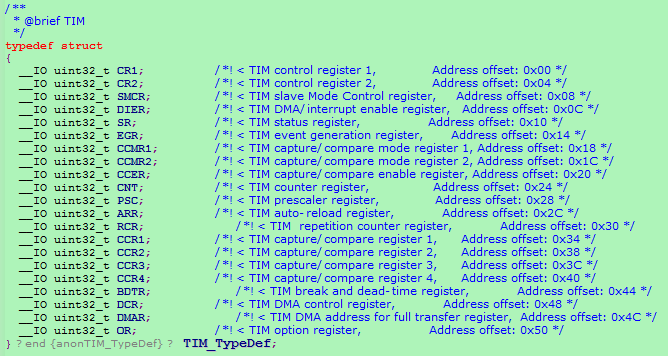 /**
 * @brief TIM
 */
typedef struct
{
  __IO uint32_t CR1;             /*!< TIM control register 1,              Address offset: 0x00 */
  __IO uint32_t CR2;             /*!< TIM control register 2,              Address offset: 0x04 */
  __IO uint32_t SMCR;            /*!< TIM slave Mode Control register,     Address offset: 0x08 */
  __IO uint32_t DIER;            /*!< TIM DMA/interrupt enable register,   Address offset: 0x0C */
  __IO uint32_t SR;              /*!< TIM status register,                 Address offset: 0x10 */
  __IO uint32_t EGR;             /*!< TIM event generation register,       Address offset: 0x14 */
  __IO uint32_t CCMR1;           /*!< TIM capture/compare mode register 1, Address offset: 0x18 */
  __IO uint32_t CCMR2;           /*!< TIM capture/compare mode register 2, Address offset: 0x1C */
  __IO uint32_t CCER;            /*!< TIM capture/compare enable register, Address offset: 0x20 */
  __IO uint32_t CNT;             /*!< TIM counter register,                Address offset: 0x24 */
  __IO uint32_t PSC;             /*!< TIM prescaler register,              Address offset: 0x28 */
  __IO uint32_t ARR;             /*!< TIM auto-reload register,            Address offset: 0x2C */
  __IO uint32_t RCR;             /*!< TIM  repetition counter register,    Address offset: 0x30 */
  __IO uint32_t CCR1;            /*!< TIM capture/compare register 1,      Address offset: 0x34 */
  __IO uint32_t CCR2;            /*!< TIM capture/compare register 2,      Address offset: 0x38 */
  __IO uint32_t CCR3;            /*!< TIM capture/compare register 3,      Address offset: 0x3C */
  __IO uint32_t CCR4;            /*!< TIM capture/compare register 4,      Address offset: 0x40 */
  __IO uint32_t BDTR;            /*!< TIM break and dead-time register,    Address offset: 0x44 */
  __IO uint32_t DCR;             /*!< TIM DMA control register,            Address offset: 0x48 */
  __IO uint32_t DMAR;            /*!< TIM DMA address for full transfer register,  Address offset: 0x4C */
  __IO uint32_t OR;              /*!< TIM option register,                 Address offset: 0x50 */
} ? end {anonTIM_TypeDef} ?  TIM_TypeDef;